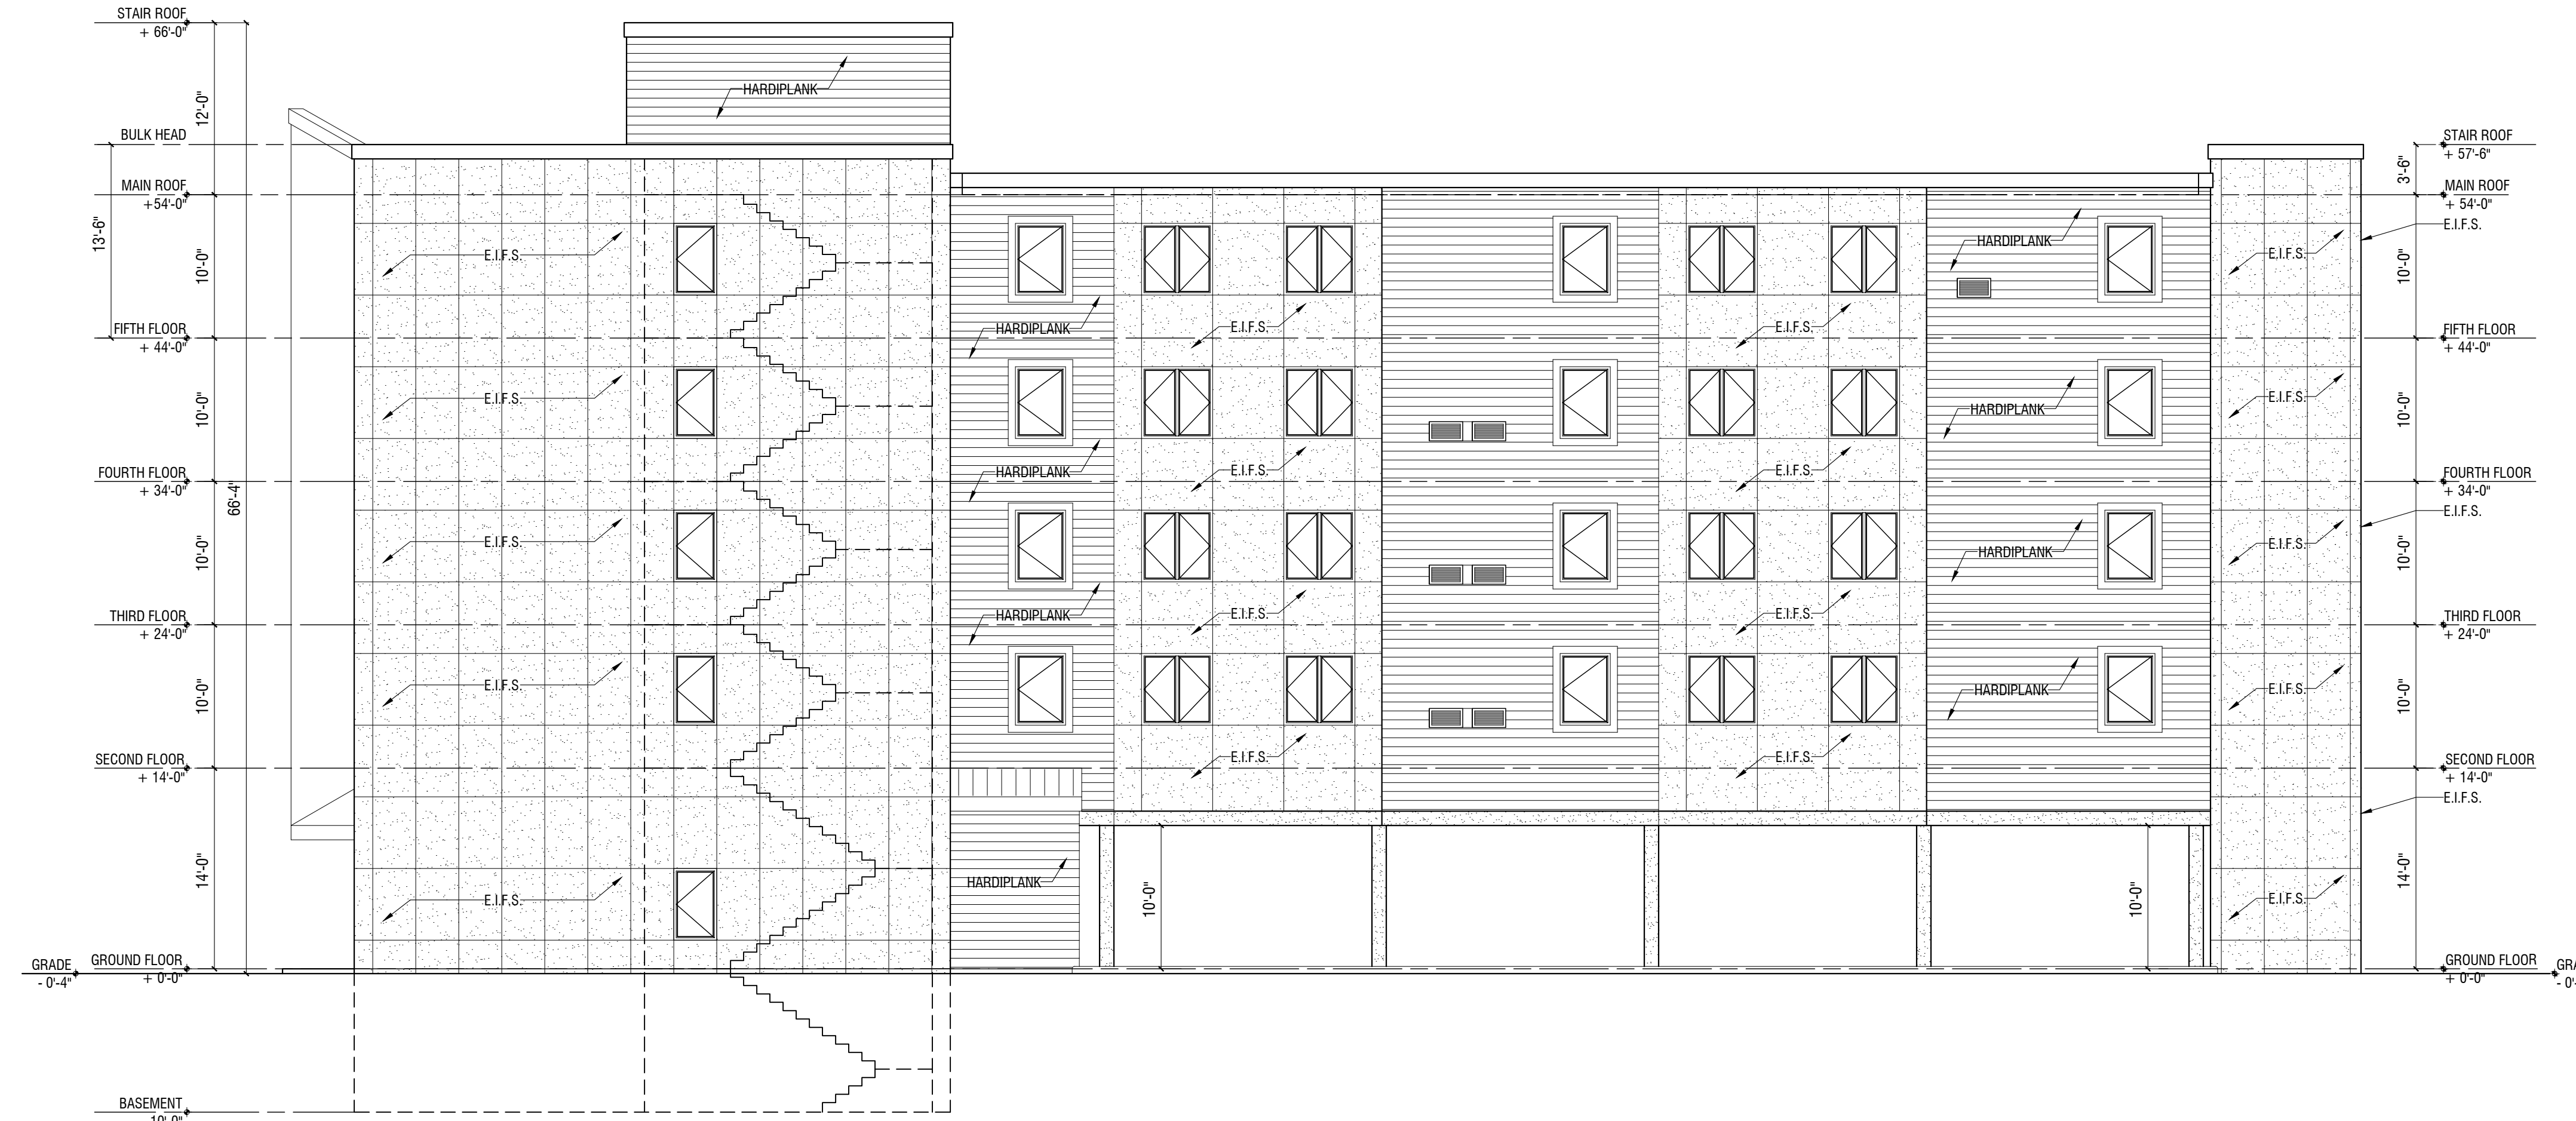 STAIR ROOF
+ 66'-0"
12'-0"
HARDIPLANK
BULK HEAD
STAIR ROOF
+ 57'-6"
3'-6"
MAIN ROOF
+54'-0"
MAIN ROOF
+ 54'-0"
E.I.F.S.
13'-6"
10'-0"
E.I.F.S.
HARDIPLANK
E.I.F.S.
10'-0"
FIFTH FLOOR
+ 44'-0"
HARDIPLANK
E.I.F.S.
E.I.F.S.
FIFTH FLOOR
+ 44'-0"
10'-0"
E.I.F.S.
HARDIPLANK
E.I.F.S.
10'-0"
FOURTH FLOOR
+ 34'-0"
66'-4"
HARDIPLANK
E.I.F.S.
E.I.F.S.
FOURTH FLOOR
+ 34'-0"
E.I.F.S.
10'-0"
E.I.F.S.
HARDIPLANK
E.I.F.S.
10'-0"
THIRD FLOOR
+ 24'-0"
HARDIPLANK
E.I.F.S.
E.I.F.S.
THIRD FLOOR
+ 24'-0"
10'-0"
E.I.F.S.
HARDIPLANK
E.I.F.S.
10'-0"
SECOND FLOOR
+ 14'-0"
E.I.F.S.
E.I.F.S.
SECOND FLOOR
+ 14'-0"
E.I.F.S.
14'-0"
E.I.F.S.
HARDIPLANK
10'-0"
10'-0"
E.I.F.S.
14'-0"
GRADE
- 0'-4"
GROUND FLOOR
+ 0'-0"
GROUND FLOOR
+ 0'-0"
BASEMENT